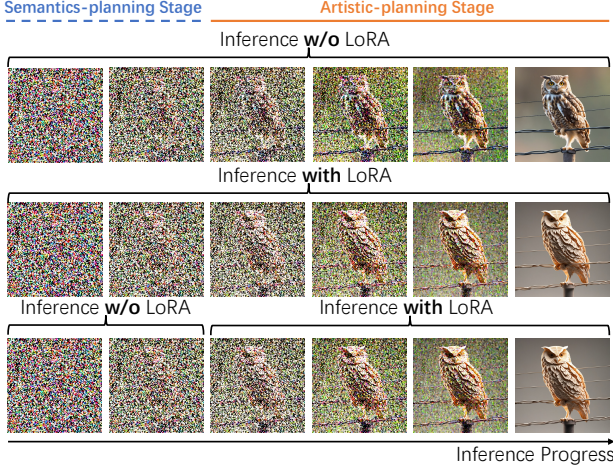 Semantics-planning Stage
Artistic-planning Stage
Inference w/o LoRA
Inference with LoRA
Inference w/o LoRA
Inference with LoRA
Inference Progress